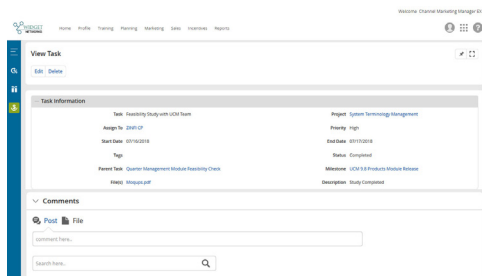 Welcome, Channel Marketing Manager
WIDGET
NETWORKS
Home Profile Training Planning Marketing Sales Incentives Reports
View Task
Edit Delete
Task Information
Task Feasibility Study with UCM Team
Project System Terminology Management
Assign To ZINFI CP
Priority High
Start Date 07/10/2018
End Date 07/17/2018
Tags
Status Completed
Parent Task Quarter Management Module Feasibility Check
Milestone UCM 9.8 Products Module Release
File(s) Moqups.pdf
Description Study Completed
Comments
Post File
comment here..
Search here..